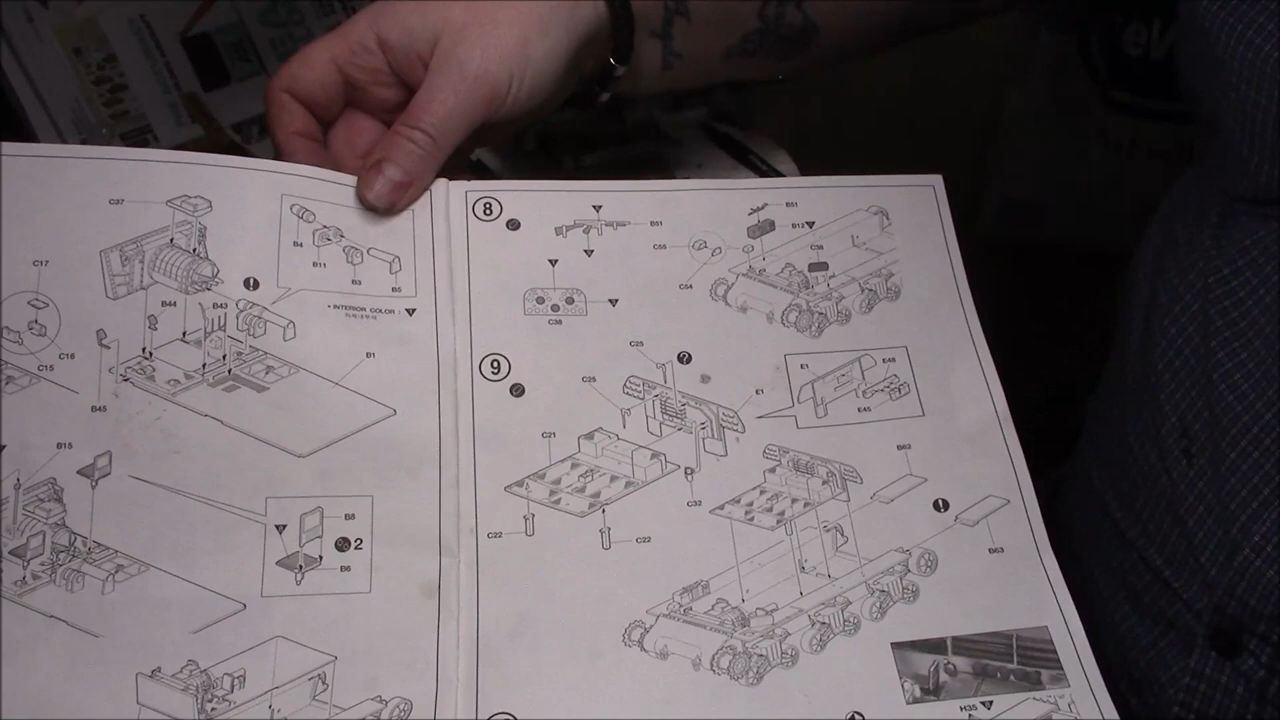 C37
B4
B11
B3
B5
C17
B44
B43
* INTERIOR COLOR :
C16
C15
B1
B45
B15
B8
2
B6
8
B51
B51
B12
C55
C38
C54
C38
9
C25
?
C25
E1
E1
E48
E45
C21
C32
B62
C22
C22
!
B63
H35